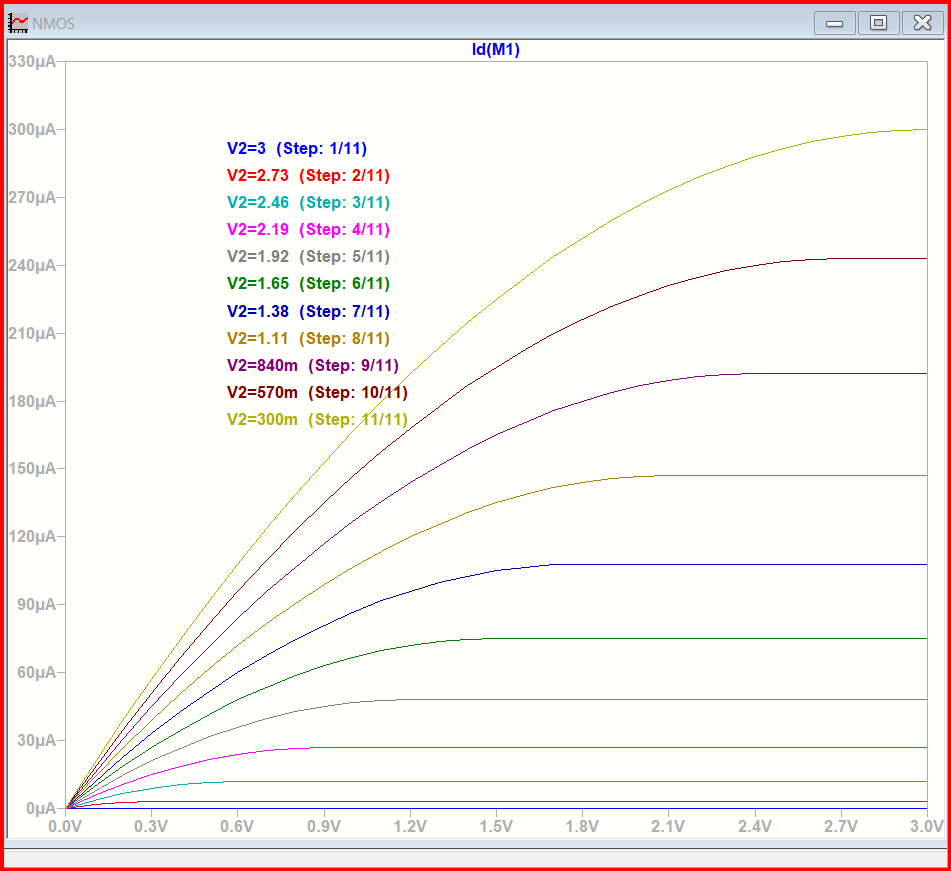 NMOS
Id(M1)
330µA
300µA
270µA
240µA
210µA
180µA
150µA
120µA
90µA
60µA
30µA
0µA
V2=3 (Step: 1/11)
V2=2.73 (Step: 2/11)
V2=2.46 (Step: 3/11)
V2=2.19 (Step: 4/11)
V2=1.92 (Step: 5/11)
V2=1.65 (Step: 6/11)
V2=1.38 (Step: 7/11)
V2=1.11 (Step: 8/11)
V2=840m (Step: 9/11)
V2=570m (Step: 10/11)
V2=300m (Step: 11/11)
0.0V 0.3V 0.6V 0.9V 1.2V 1.5V 1.8V 2.1V 2.4V 2.7V 3.0V